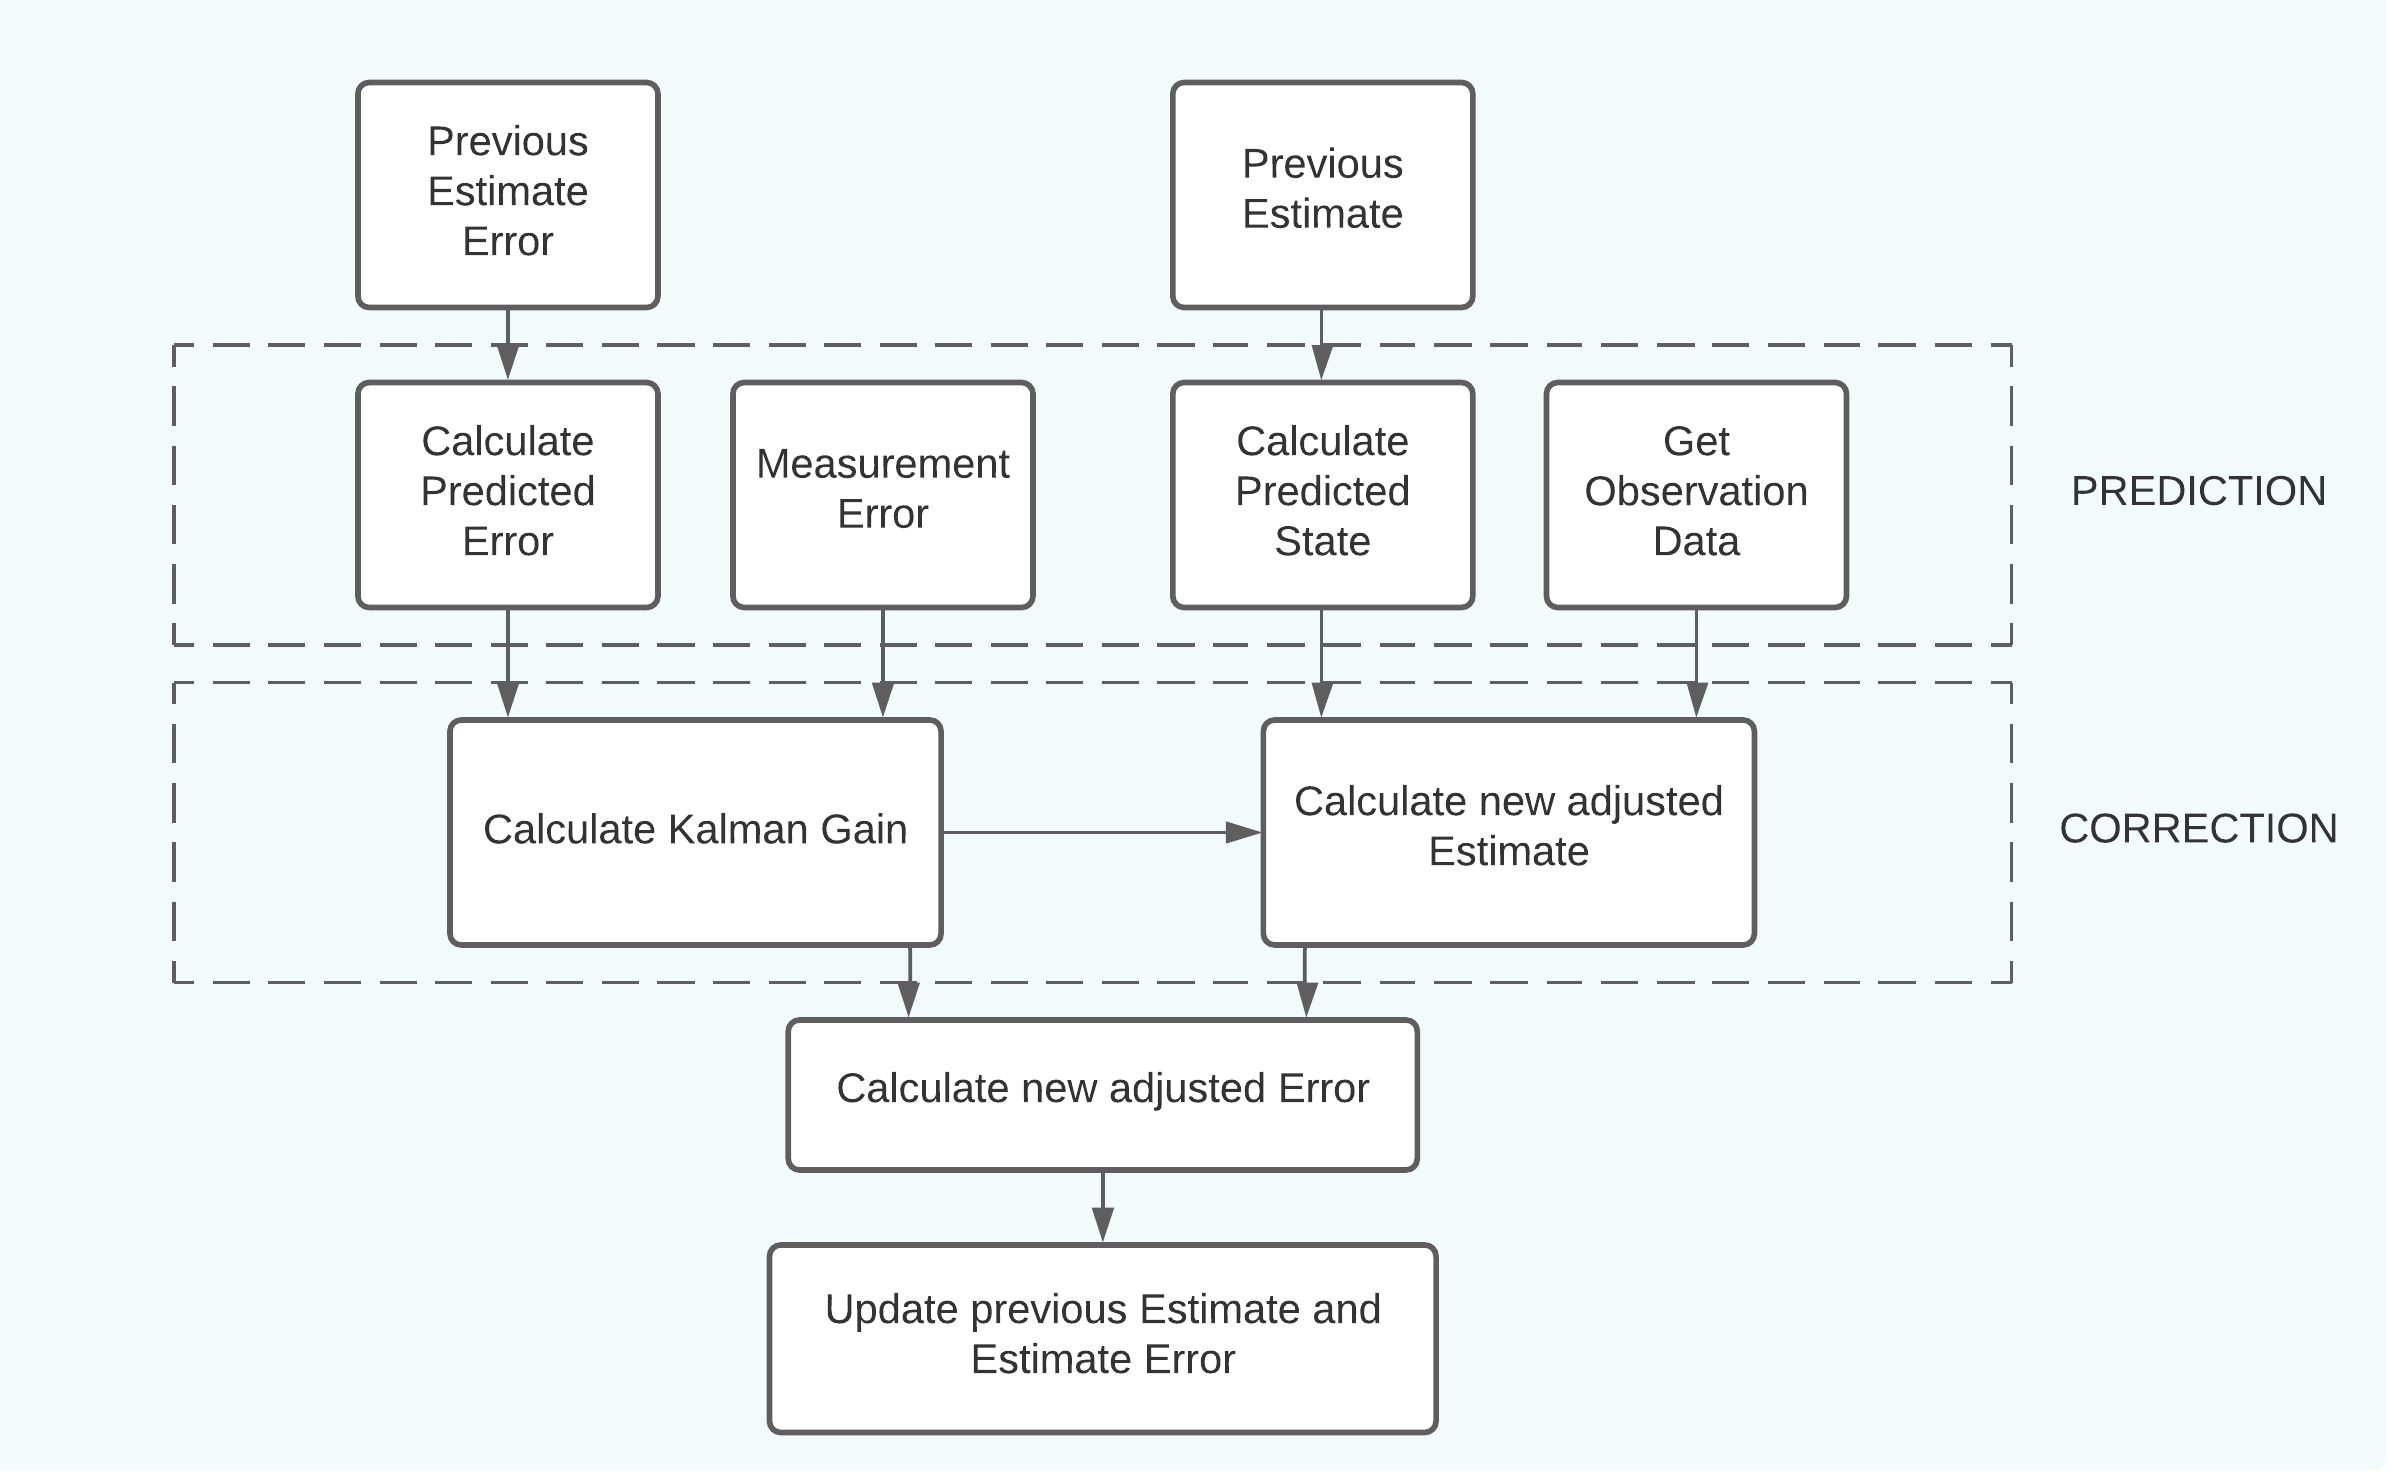 Previous
Estimate
Error
Previous
Estimate
Calculate
Predicted
Error
Measurement
Error
Calculate
Predicted
State
Get
Observation
Data
PREDICTION
Calculate Kalman Gain
Calculate new adjusted
Estimate
CORRECTION
Calculate new adjusted Error
Update previous Estimate and
Estimate Error